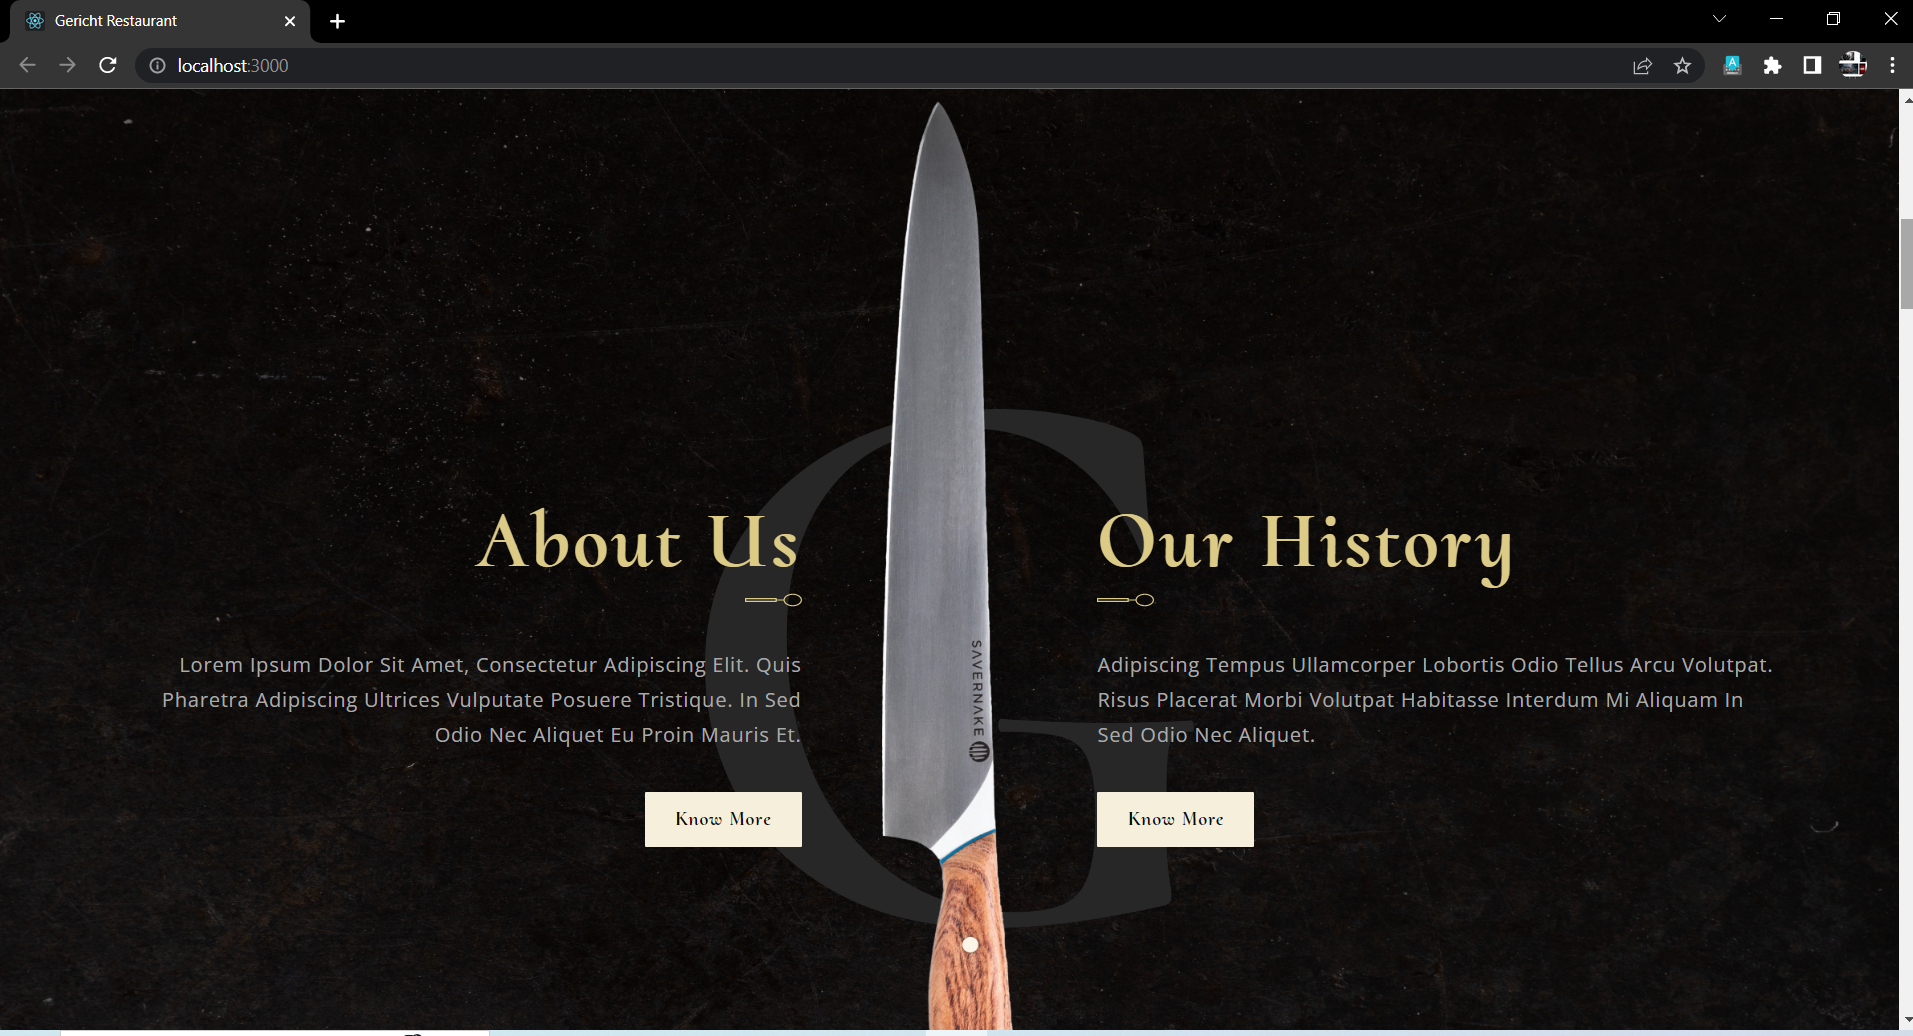 Gericht Restaurant
localhost:3000
G
About Us
Lorem Ipsum Dolor Sit Amet, Consectetur Adipiscing Elit. Quis
Pharetra Adipiscing Ultrices Vulputate Posuere Tristique. In Sed
Odio Nec Aliquet Eu Proin Mauris Et.
Know More
SAVERNAKE
Our History
Adipiscing Tempus Ullamcorper Lobortis Odio Tellus Arcu Volutpat.
Risus Placerat Morbi Volutpat Habitasse Interdum Mi Aliquam In
Sed Odio Nec Aliquet.
Know More